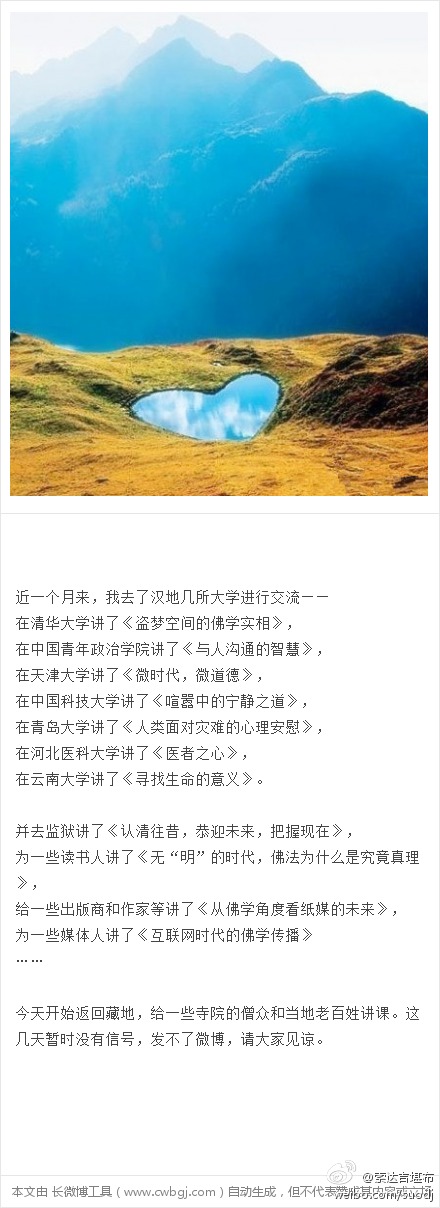 近一个月来，我去了汉地几所大学进行交流——
在清华大学讲了《盗梦空间的佛学实相》，
在中国青年政治学院讲了《与人沟通的智慧》，
在天津大学讲了《微时代，微道德》，
在中国科技大学讲了《喧嚣中的宁静之道》，
在青岛大学讲了《人类面对灾难的心理安慰》，
在河北医科大学讲了《医者之心》，
在云南大学讲了《寻找生命的意义》。
并去监狱讲了《认清往昔，恭迎未来，把握现在》，
为一些读书人讲了《无“明”的时代，佛法为什么是究竟真理
》，
给一些出版商和作家等讲了《从佛学角度看纸媒的未来》，
为一些媒体人讲了《互联网时代的佛学传播》
……
今天开始返回藏地，给一些寺院的僧众和当地老百姓讲课。这
几天暂时没有信号，发不了微博，请大家见谅。
@索达吉堪布
本文由 长微博工具（www.cwbgj.com）自动生成，但不代表赞成其内容或立场
weibo.com/suodj